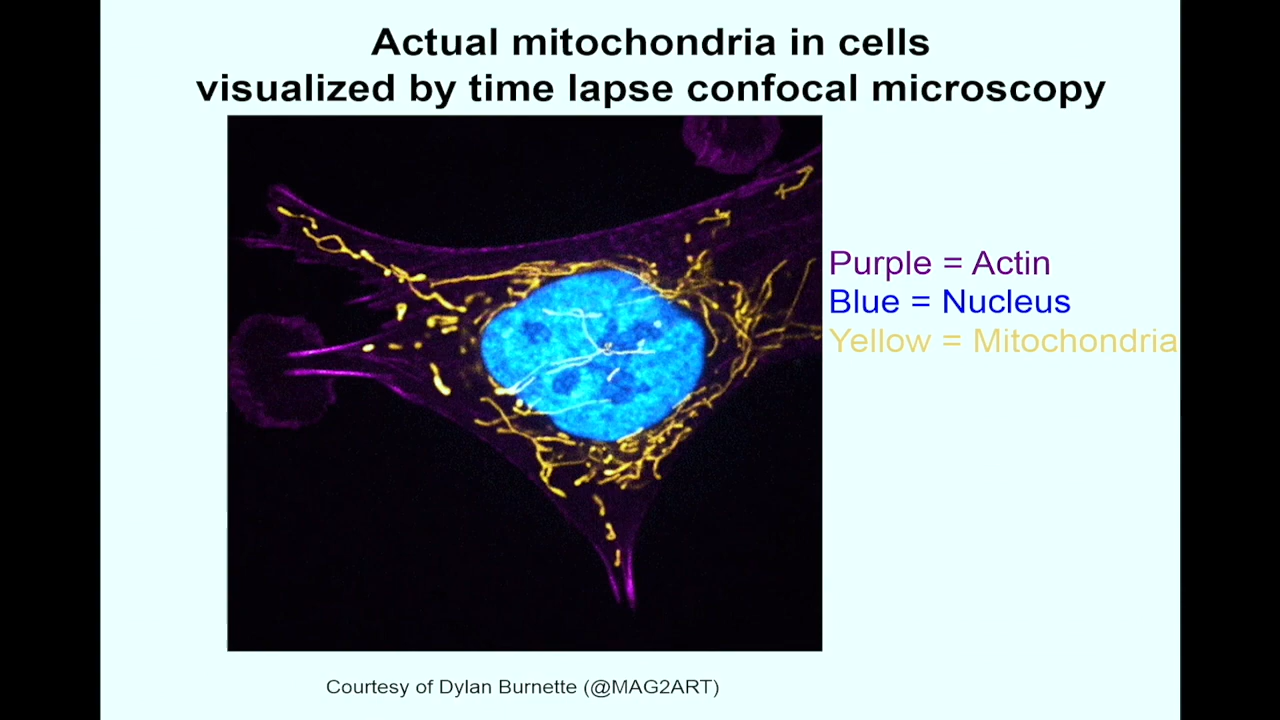 Actual mitochondria in cells
visualized by time lapse confocal microscopy
Purple = Actin
Blue = Nucleus
Yellow = Mitochondria
Courtesy of Dylan Burnette (@MAG2ART)